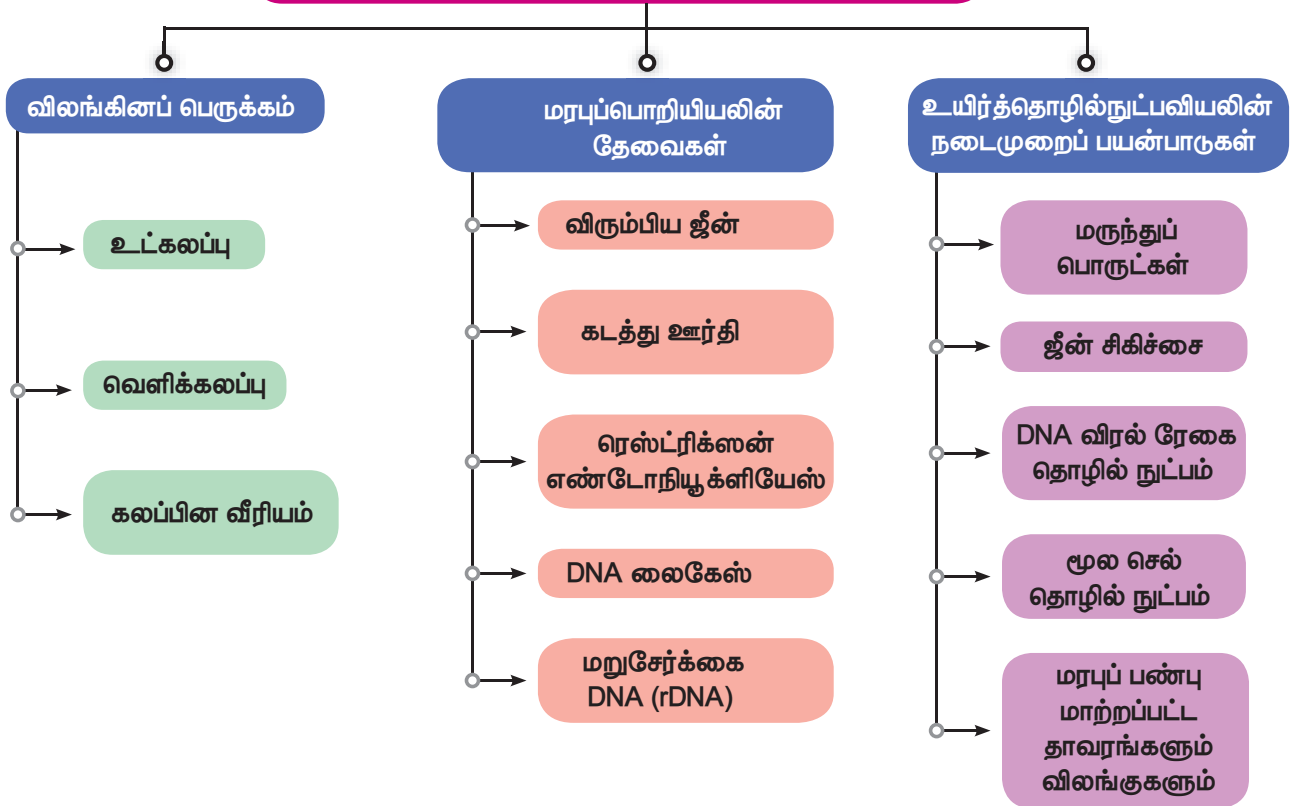 விலங்கினப் பெருக்கம்
உட்கலப்பு
வெளிக்கலப்பு
கலப்பின வீரியம்
மரபுப்பொறியியலின்
தேவைகள்
விரும்பிய ஜீன்
கடத்து ஊர்தி
ரெஸ்ட்ரிக்ஸன்
எண்டோநியூக்ளியேஸ்
DNA லைகேஸ்
மறுசேர்க்கை
DNA (rDNA)
உயிர்த்தொழில்நுட்பவியலின்
நடைமுறைப் பயன்பாடுகள்
மருந்துப்
பொருட்கள்
ஜீன் சிகிச்சை
DNA விரல் ரேகை
தொழில் நுட்பம்
மூல செல்
தொழில் நுட்பம்
மரபுப் பண்பு
மாற்றப்பட்ட
தாவரங்களும்
விலங்குகளும்